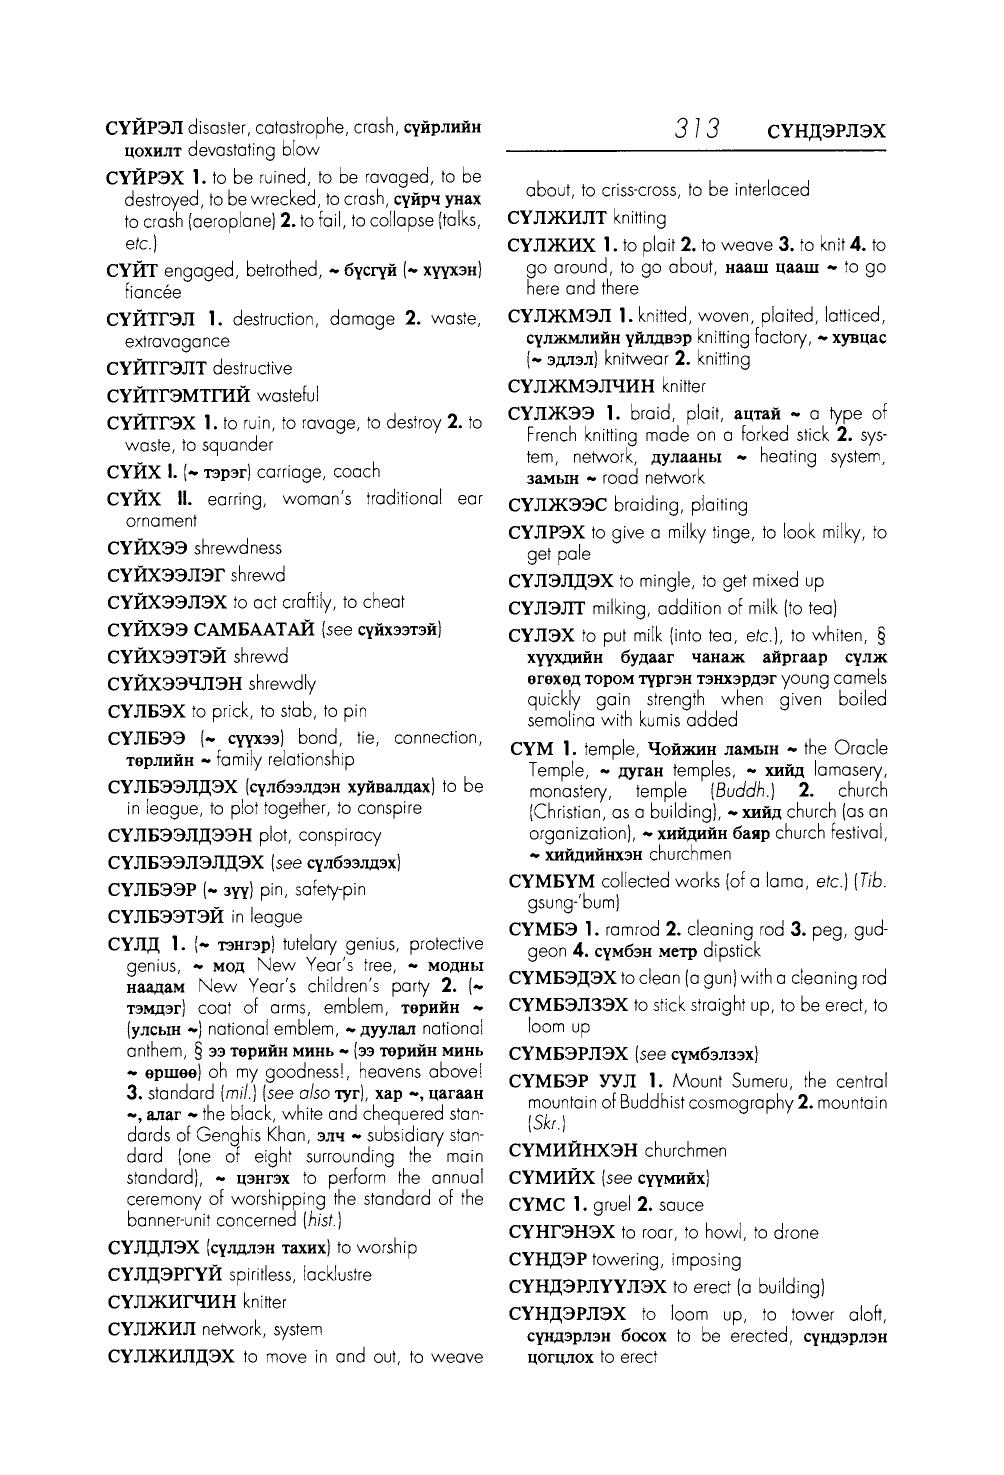 СҮЙРЭЛ disaster, catastrophe, crash, сүйрлийн
цохилт devastating blow
СҮЙРЭХ 1. to be ruined, to be ravaged, to be
destroyed, to be wrecked, to crash, сүйрч унах
to crash (aeroplane) 2. to fail, to collapse (talks,
etc.)
СҮЙТ engaged, betrothed, ~ бүсгүй (~ хүүхэн)
fiancée
СҮЙТГЭЛ 1. destruction, damage 2. waste,
extravagance
СҮЙТГЭЛТ destructive
СҮЙТГЭМТГИЙ wasteful
СҮЙТГЭХ 1. to ruin, to ravage, to destroy 2. to
waste, to squander
СҮЙХ I. (~ тэрэг) carriage, coach
СҮЙХ II. earring, woman's traditional ear
ornament
СҮЙХЭЭ shrewdness
СҮЙХЭЭЛЭГ shrewd
СҮЙХЭЭЛЭХ to act craftily, to cheat
СҮЙХЭЭ САМБААТАЙ (see сүйхээтэй)
СҮЙХЭЭТЭЙ shrewd
СҮЙХЭЭЧЛЭН shrewdly
СҮЛБЭХ to prick, to stab, to pin
СҮЛБЭЭ (~ сүүхээ) bond, tie, connection,
төрлийн ~ family relationship
СҮЛБЭЭЛДЭХ (сүлбээлдэн хуйвалдах) to be
in league, to plot together, to conspire
СҮЛБЭЭЛДЭЭН plot, conspiracy
СҮЛБЭЭЛЭЛДЭХ (see сүлбээлдэх)
СҮЛБЭЭР (~ зүү) pin, safety-pin
СҮЛБЭЭТЭЙ in league
СҮЛД 1. (~ тэнгэр) tutelary genius, protective
genius, ~ мод New Year's tree, ~ модны
наадам New Year's children's party 2. (~
тэмдэг) coat of arms, emblem, төрийн ~
(улсын ~) national emblem, ~ дуулал national
anthem, § ээ төрийн минь ~ (ээ төрийн минь
~ өршөө) oh my goodness!, heavens above!
3. standard (mil.) (see also туг), хар ~, цагаан
~, алаг ~ the black, white and chequered stan-
dards of Genghis Khan, элч ~ subsidiary stan-
dard (one of eight surrounding the main
standard), ~ цэнгэх to perform the annual
ceremony of worshipping the standard of the
banner-unit concerned (hist.)
СҮЛДЛЭХ (сүлдлэн тахих) to worship
СҮЛДЭРГҮЙ spiritless, lacklustre
СҮЛЖИГЧИН knitter
СҮЛЖИЛ network, system
СҮЛЖИЛДЭХ to move in and out, to weave
313 СҮНДЭРЛЭХ
about, to criss-cross, to be interlaced
СҮЛЖИЛТ knitting
СҮЛЖИХ 1. to plait 2. to weave 3. to knit 4. to
go around, to go about, нааш цааш ~ to go
here and there
СҮЛЖМЭЛ 1. knitted, woven, plaited, latticed,
сүлжмлийн үйлдвэр knitting factory, ~ хувцас
(~ эдлэл) knitwear 2. knitting
СҮЛЖМЭЛЧИН knitter
СҮЛЖЭЭ 1. braid, plait, ацтай ~ a type of
French knitting made on a forked stick 2. sys-
tem, network, дулааны ~ heating system,
замын ~ road network
СҮЛЖЭЭС braiding, plaiting
СҮЛРЭХ to give a milky tinge, to look milky, to
get pale
СҮЛЭЛДЭХ to mingle, to get mixed up
СҮЛЭЛТ milking, addition of milk (to tea)
СҮЛЭХ to put milk (into tea, etc.), to whiten, §
хүүхдийн будааг чанаж айргаар сүлж
өгөхөд тором түргэн тэнхэрдэг young camels
quickly gain strength when given boiled
semolina with kumis added
СҮМ 1. temple, Чойжин ламын ~ the Oracle
Temple, ~ дуган temples, ~ хийд lamasery,
monastery, temple (Buddh.) 2. church
(Christian, as a building), ~ хийд church (as an
organization), ~ хийдийн баяр church festival,
~ хийдийнхэн churchmen
СҮМБҮМ collected works (of a lama, etc.) (Tib.
gsung-'bum)
СҮМБЭ 1. ramrod 2. cleaning rod 3. peg, gud-
geon 4. сүмбэн метр dipstick
СҮМБЭДЭХ to clean (a gun) with a cleaning rod
СҮМБЭЛЗЭХ to stick straight up, to be erect, to
loom up
СҮМБЭРЛЭХ (see сүмбэлзэх)
СҮМБЭР УУЛ 1. Mount Sumeru, the central
mountain of Buddhist cosmography 2. mountain
(Skr.)
СҮМИЙНХЭН churchmen
СҮМИЙХ (see сүүмийх)
СҮМС 1. gruel 2. sauce
СҮНГЭНЭХ to roar, to howl, to drone
СҮНДЭР towering, imposing
СҮНДЭРЛҮҮЛЭХ to erect (a building)
СҮНДЭРЛЭХ to loom up, to tower aloft,
сүндэрлэн босох to be erected, сүндэрлэн
цогцлох to erect